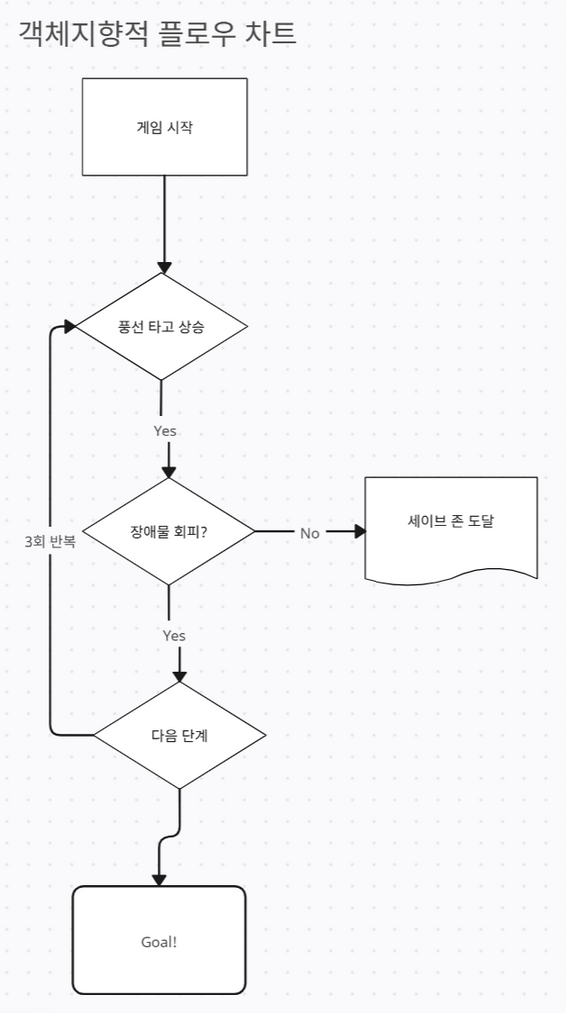 객체지향적 플로우 차트
게임 시작
풍선 타고 상승
Yes
장애물 회피?
No
세이브 존 도달
3회 반복
Yes
다음 단계
Goal!